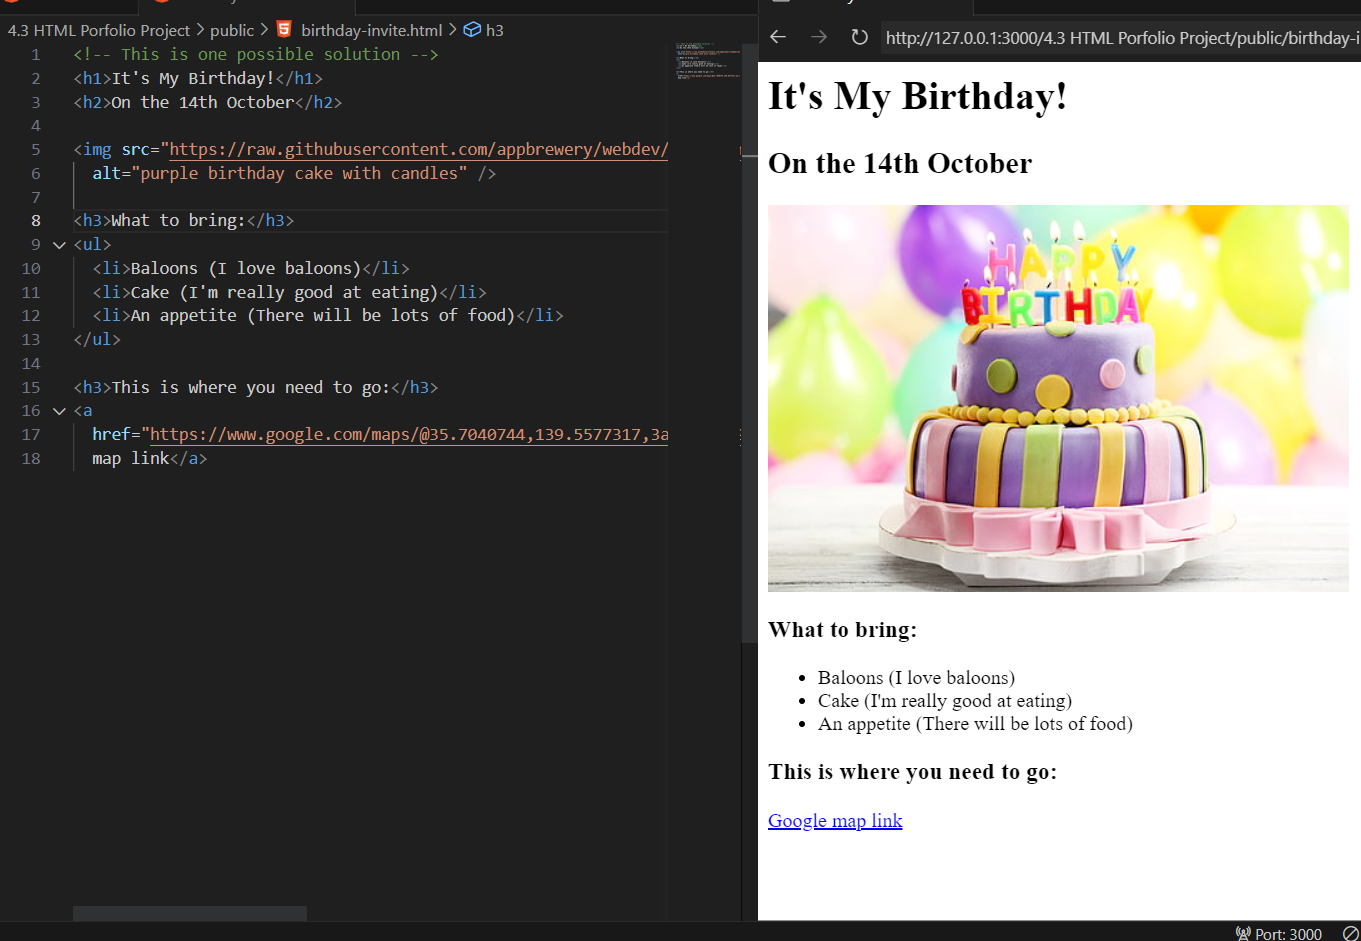 4.3 HTML Porfolio Project > public > birthday-invite.html > h3
1 <!-- This is one possible solution -->
2 <h1>It's My Birthday!</h1>
3 <h2>On the 14th October</h2>
4
5 <img src="https://raw.githubusercontent.com/appbrewery/webdev/
6 alt="purple birthday cake with candles" />
7
8 <h3>What to bring:</h3>
9 <ul>
10 <li>Baloons (I love baloons)</li>
11 <li>Cake (I'm really good at eating)</li>
12 <li>An appetite (There will be lots of food)</li>
13 </ul>
14
15 <h3>This is where you need to go:</h3>
16 <a
17 href="https://www.google.com/maps/@35.7040744,139.5577317,3a
18 map link</a>
http://127.0.0.1:3000/4.3 HTML Porfolio Project/public/birthday-i
It's My Birthday!
On the 14th October
HAPPY
BIRTHDAY
What to bring:
• Baloons (I love baloons)
• Cake (I'm really good at eating)
• An appetite (There will be lots of food)
This is where you need to go:
Google map link
Port: 3000